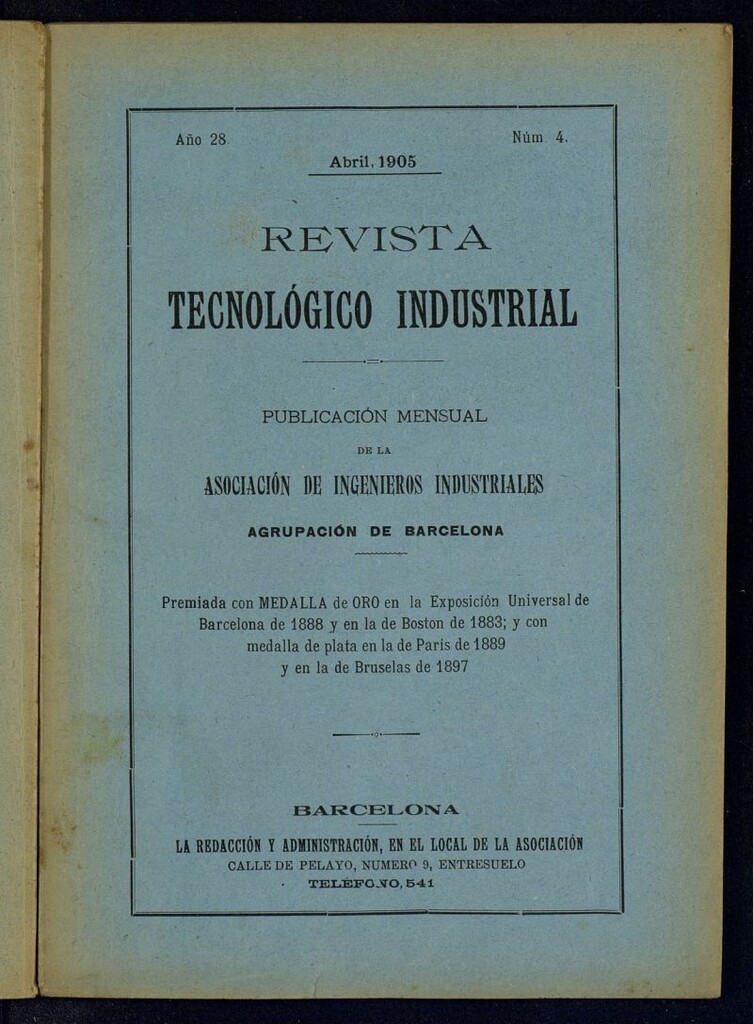 Año 28.
Núm. 4.
Abril, 1905
REVISTA
TECNOLÓGICO INDUSTRIAL
PUBLICACIÓN MENSUAL
DE LA
ASOCIACIÓN DE INGENIEROS INDUSTRIALES
AGRUPACIÓN DE BARCELONA
Premiada con MEDALLA de ORO en la Exposición Universal de
Barcelona de 1888 y en la de Boston de 1883; y con
medalla de plata en la de París de 1889
y en la de Bruselas de 1897
BARCELONA
LA REDACCIÓN Y ADMINISTRACIÓN, EN EL LOCAL DE LA ASOCIACIÓN
CALLE DE PELAYO, NUMERO 9, ENTRESUELO
TELÉFONO, 541